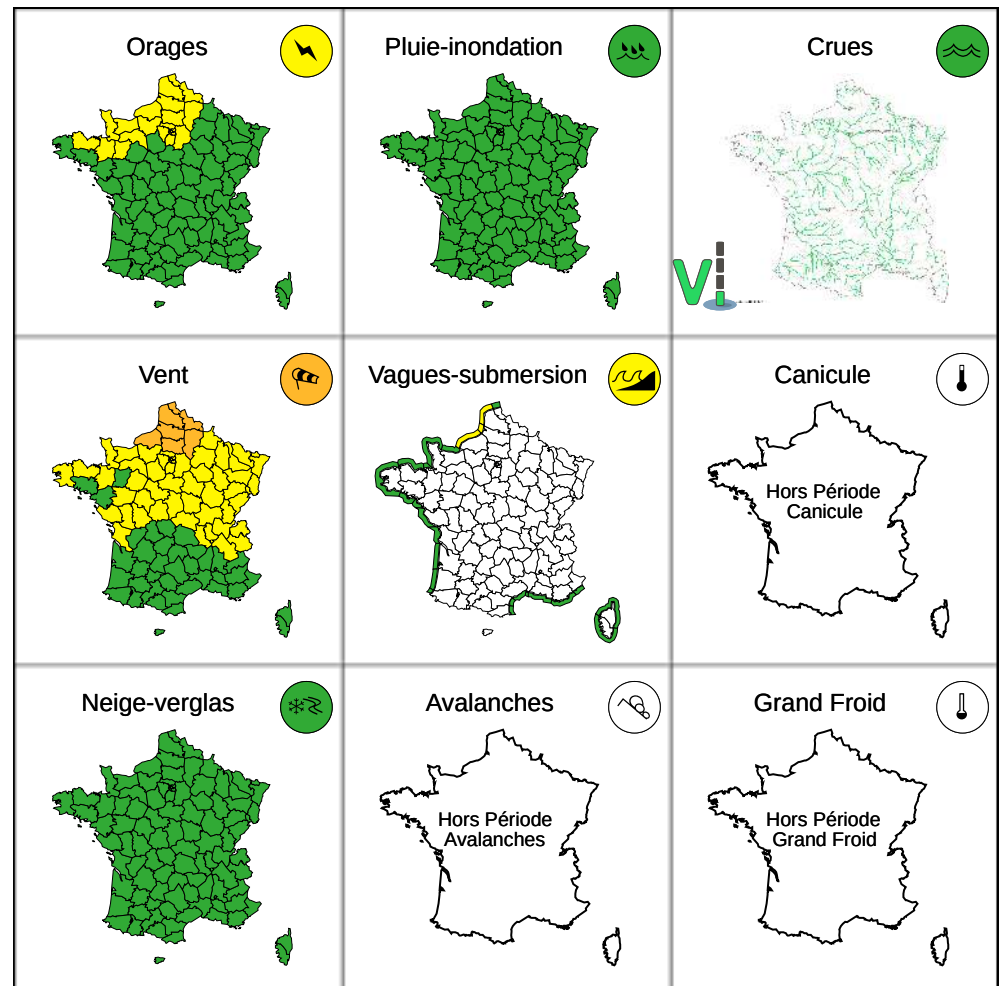 Orages
Pluie-inondation
Crues
Vi
Vent
Vagues-submersion
Canicule
Hors Période
Canicule
Neige-verglas
Avalanches
Hors Période
Avalanches
Grand Froid
Hors Période
Grand Froid